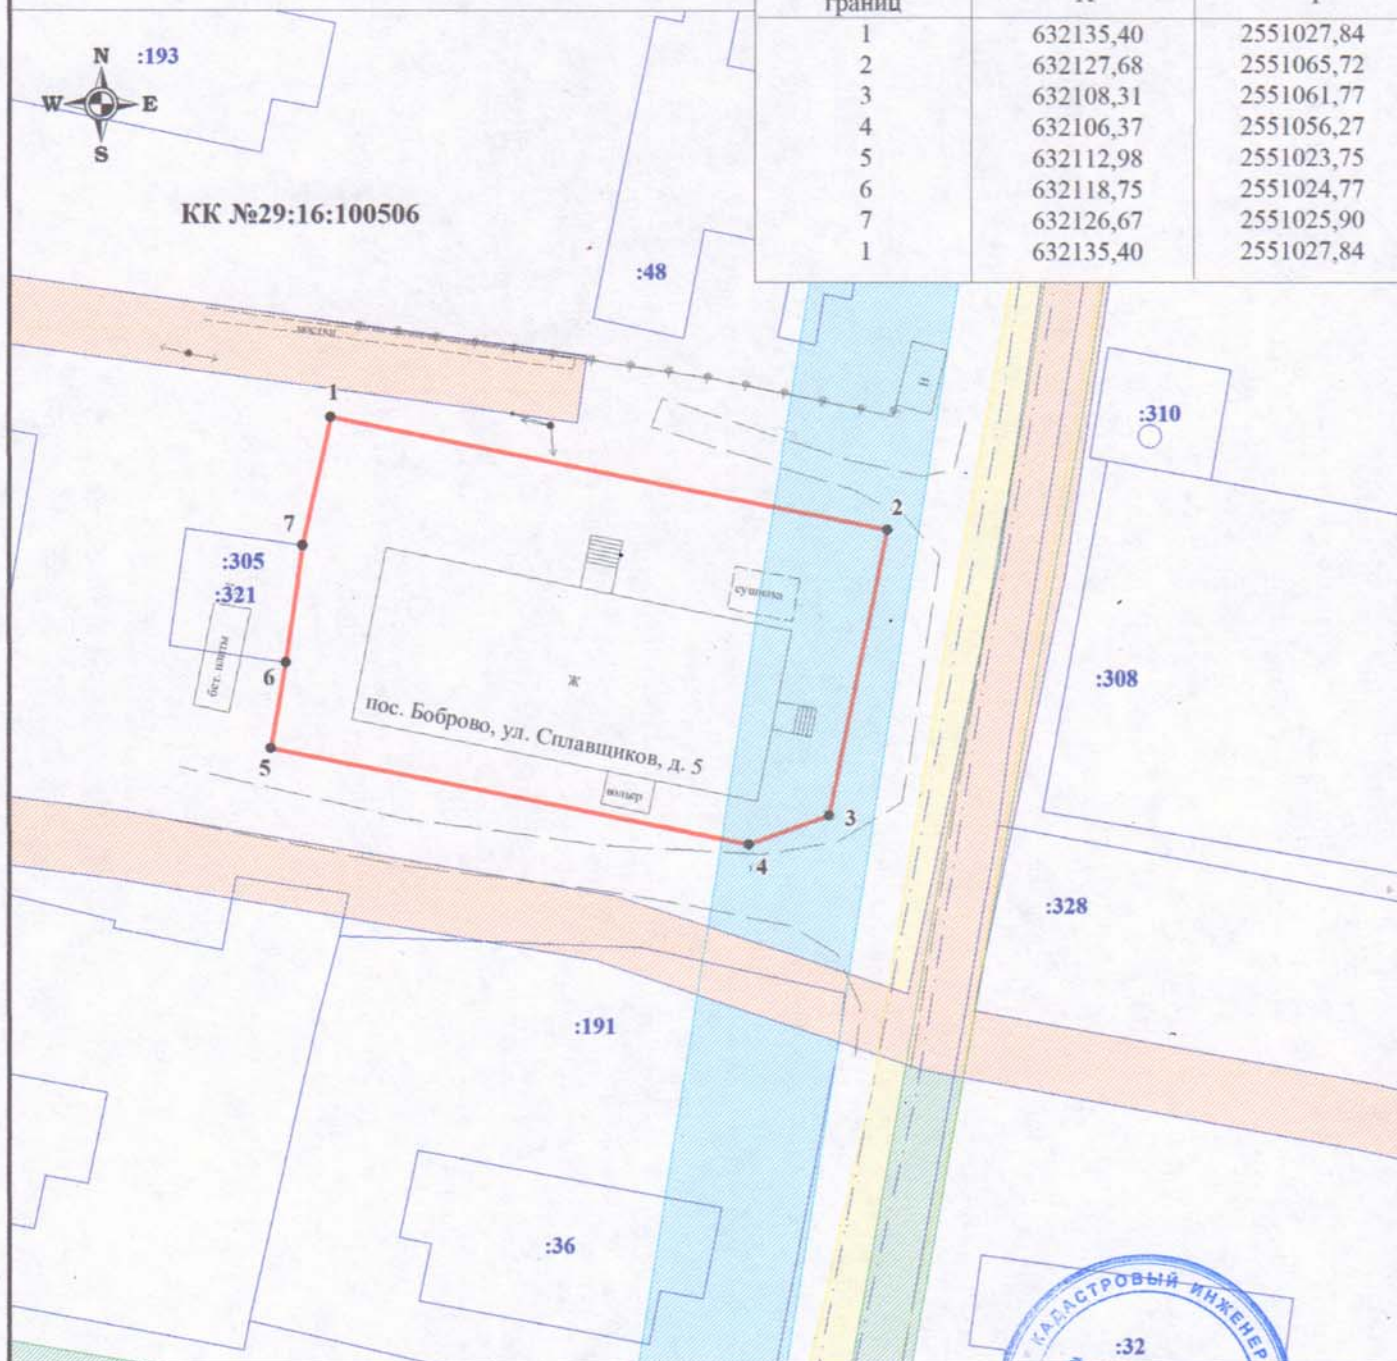 границ
1 632135,40 2551027,84
2 632127,68 2551065,72
3 632108,31 2551061,77
4 632106,37 2551056,27
5 632112,98 2551023,75
6 632118,75 2551024,77
7 632126,67 2551025,90
1 632135,40 2551027,84
N
:193
W E
S
КК №29:16:100506
:48
мостки
Н
1
:310
2
7
:305
сушилка
:321
бет. плиты
6
ж
:308
пос. Боброво, ул. Сплавщиков, д. 5
5
вольер
3
4
:328
:191
:36
КАДАСТРОВЫЙ ИНЖЕНЕР
:32